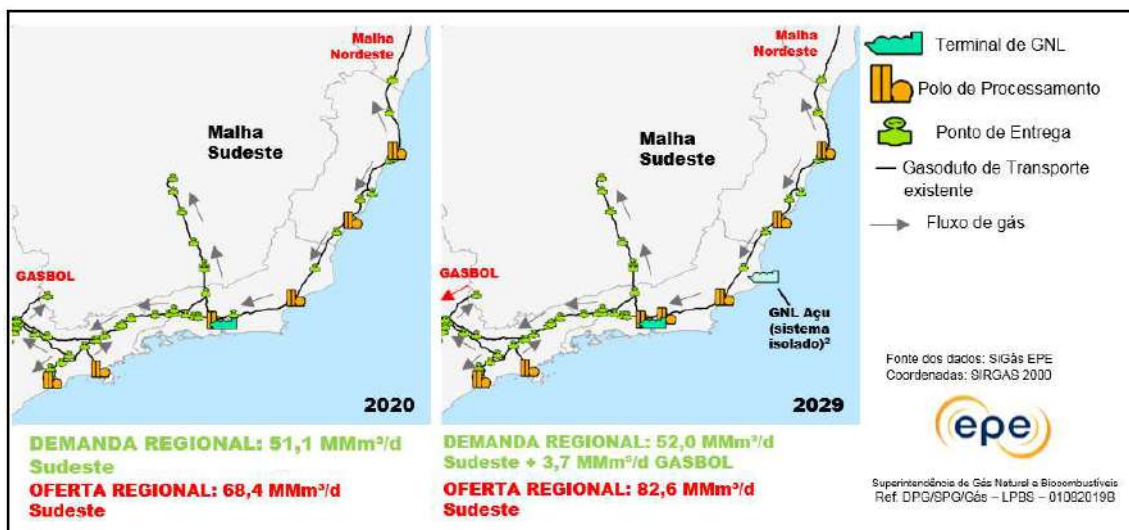 Malha
Nordeste
Malha
Sudeste
GASBOL
2020
DEMANDA REGIONAL: 51,1 MMm³/d
Sudeste
OFERTA REGIONAL: 68,4 MMm³/d
Sudeste
Malha
Nordeste
Malha
Sudeste
GASBOL
GNL Açu
(sistema
isolado)²
2029
DEMANDA REGIONAL: 52,0 MMm³/d
Sudeste + 3,7 MMm³/d GASBOL
OFERTA REGIONAL: 82,6 MMm³/d
Sudeste
Terminal de GNL
Polo de Processamento
Ponto de Entrega
Gasoduto de Transporte
existente
Fluxo de gás
Fonte dos dados: SIGás EPE
Coordenadas: SIRGAS 2000
epe
Superintendência de Gás Natural e Biocombustíveis
Ref. DPG/SPG/Gás – LPBS – 01082019B